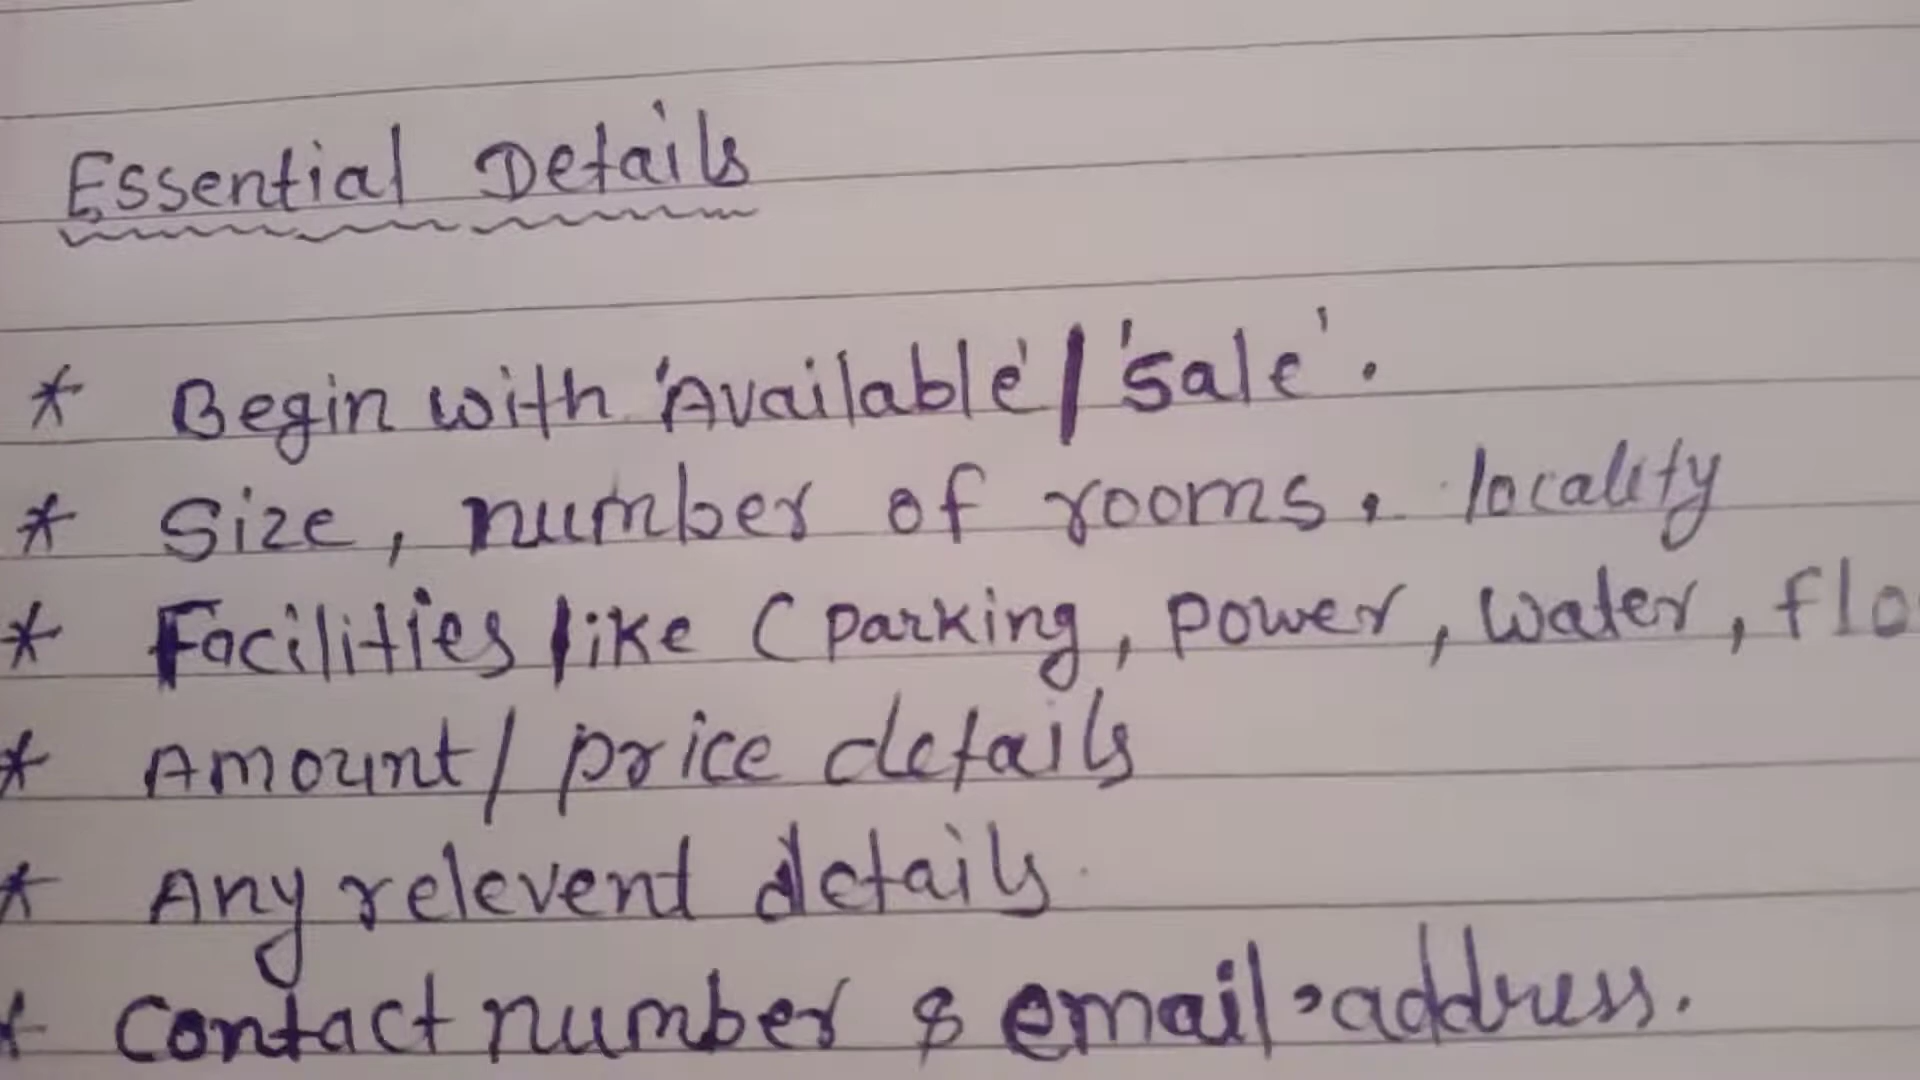 Essential Details
* Begin with 'Available' / 'Sale'.
* Size, number of rooms, locality
* Facilities like ( parking, power, water, flo
* Amount / price details
* Any relevent details.
* Contact number & email address.